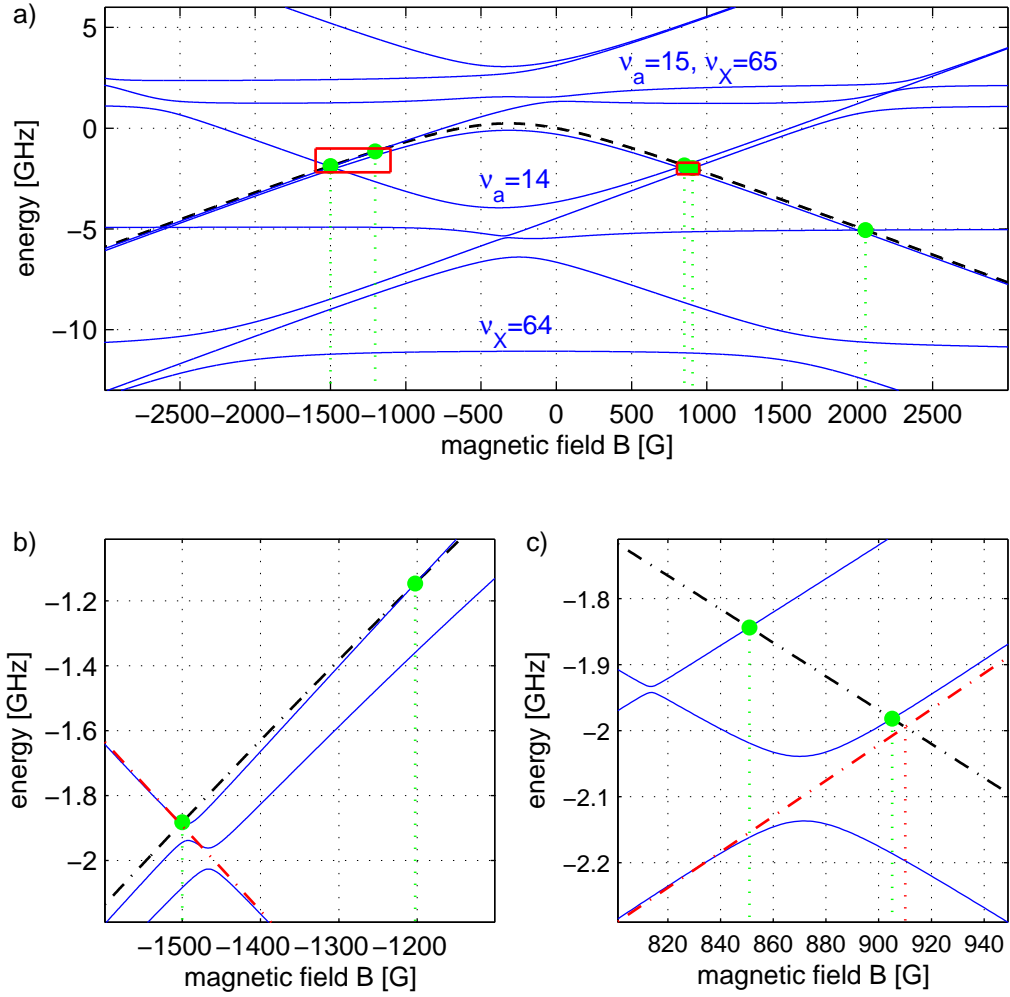 a)
5
0
−5
−10
energy [GHz]
ν_a=15, ν_X=65
ν_a=14
ν_X=64
−2500 −2000 −1500 −1000 −500 0 500 1000 1500 2000 2500
magnetic field B [G]
b)
−1.2
−1.4
−1.6
−1.8
−2
energy [GHz]
−1500 −1400 −1300 −1200
magnetic field B [G]
c)
−1.8
−1.9
−2
−2.1
−2.2
energy [GHz]
820 840 860 880 900 920 940
magnetic field B [G]